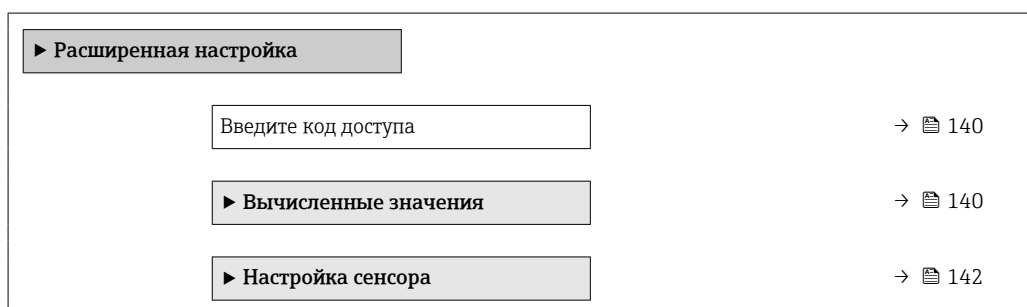 ▶ Расширенная настройка
Введите код доступа → 140
▶ Вычисленные значения → 140
▶ Настройка сенсора → 142